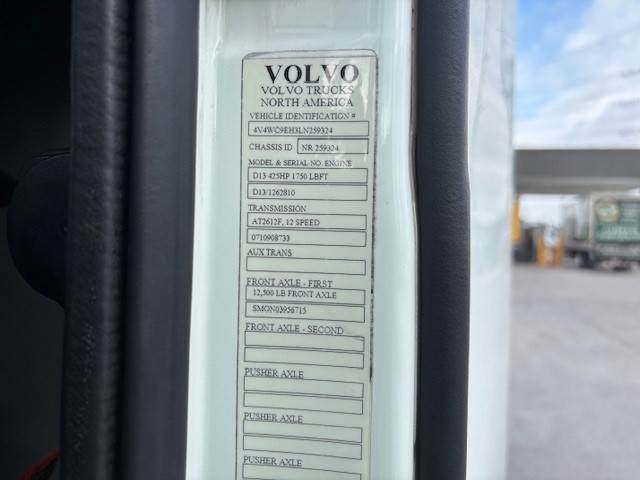 VOLVO
VOLVO TRUCKS
NORTH AMERICA
VEHICLE IDENTIFICATION #
4V4WC9EH3LN259324
CHASSIS ID NR 259324
MODEL & SERIAL NO. ENGINE
D13 425HP 1750 LBFT
D13/1262810
TRANSMISSION
AT2612F, 12 SPEED
0710908733
AUX TRANS
FRONT AXLE - FIRST
12,500 LB FRONT AXLE
SMON03956715
FRONT AXLE - SECOND
PUSHER AXLE
PUSHER AXLE
PUSHER AXLE